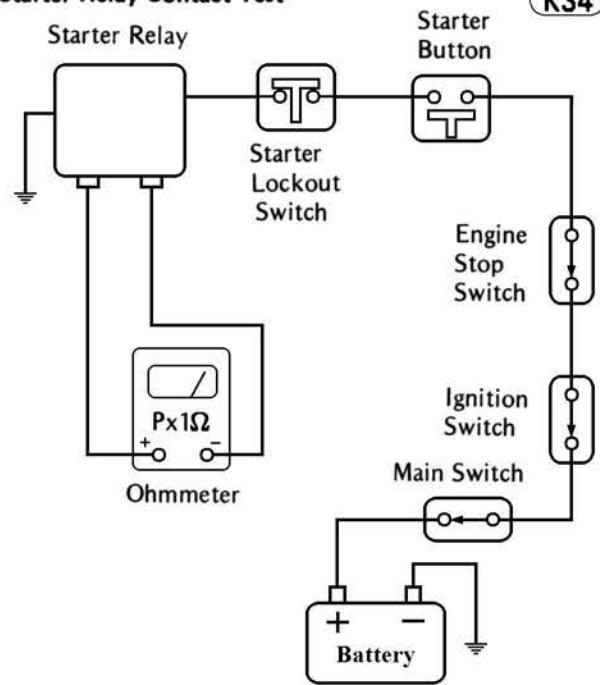 Starter Relay Contact Test
K34
Starter Relay
Starter
Button
Starter
Lockout
Switch
Engine
Stop
Switch
Ignition
Switch
Px1Ω
+ −
Ohmmeter
Main Switch
+ −
Battery